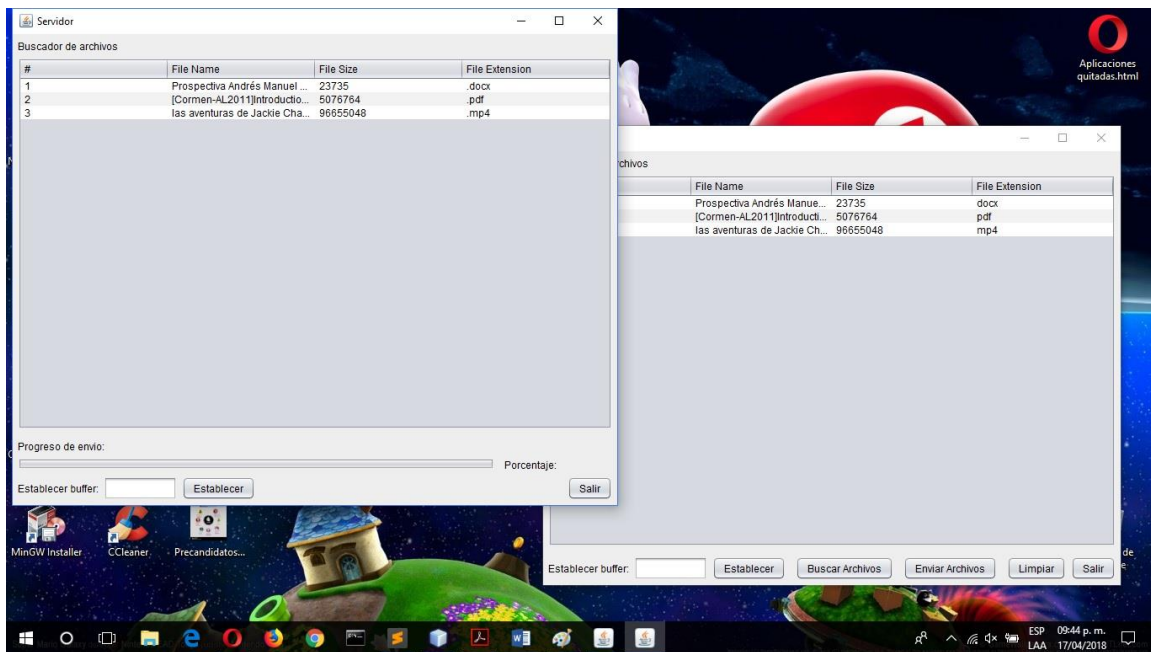 Servidor
Buscador de archivos
# File Name File Size File Extension
1 Prospectiva Andrés Manuel ... 23735 .docx
2 [Cormen-AL2011]Introductio... 5076764 .pdf
3 las aventuras de Jackie Cha... 96655048 .mp4
Progreso de envio:
Porcentaje:
Establecer buffer: Establecer Salir
Aplicaciones
quitadas.html
rchivos
File Name File Size File Extension
Prospectiva Andrés Manue... 23735 docx
[Cormen-AL2011]Introducti... 5076764 pdf
las aventuras de Jackie Ch... 96655048 mp4
Establecer buffer: Establecer Buscar Archivos Enviar Archivos Limpiar Salir
MinGW Installer CCleaner Precandidatos...
de
ESP 09:44 p. m.
LAA 17/04/2018